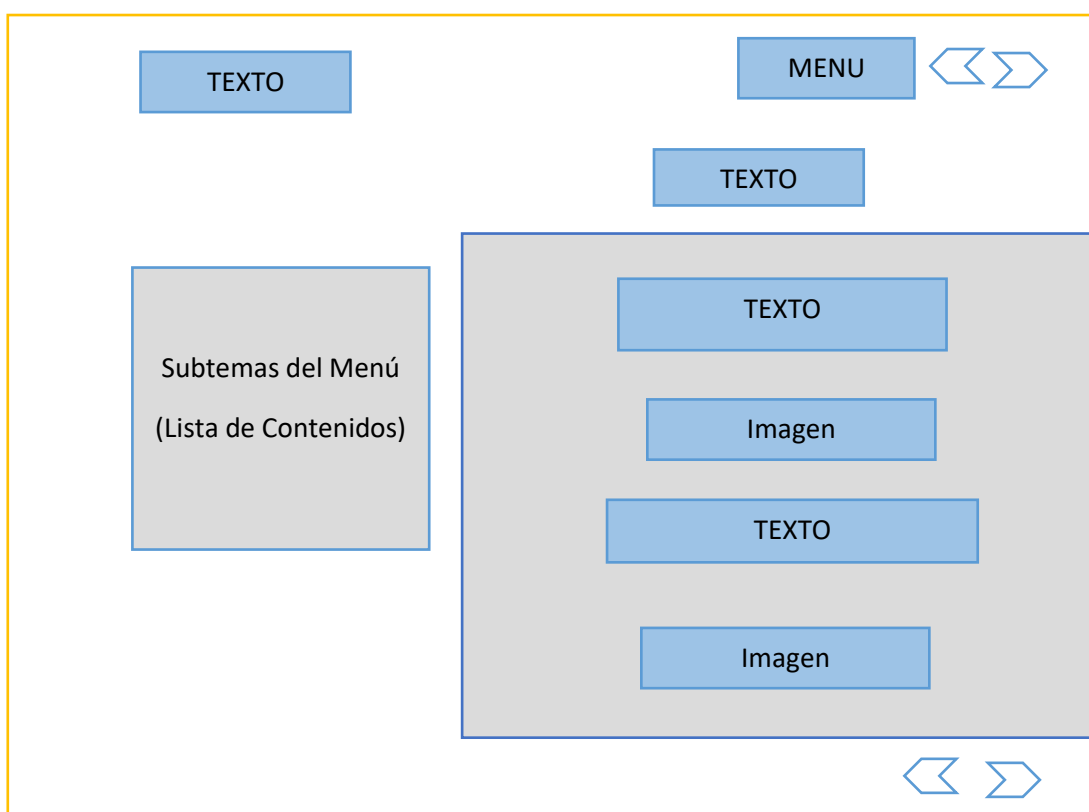 TEXTO
MENU
TEXTO
Subtemas del Menú
(Lista de Contenidos)
TEXTO
Imagen
TEXTO
Imagen